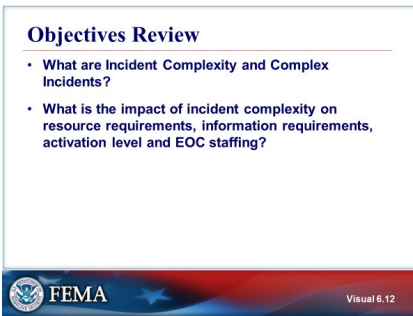 Objectives Review
• What are Incident Complexity and Complex
Incidents?
• What is the impact of incident complexity on
resource requirements, information requirements,
activation level and EOC staffing?
FEMA
Visual 6.12